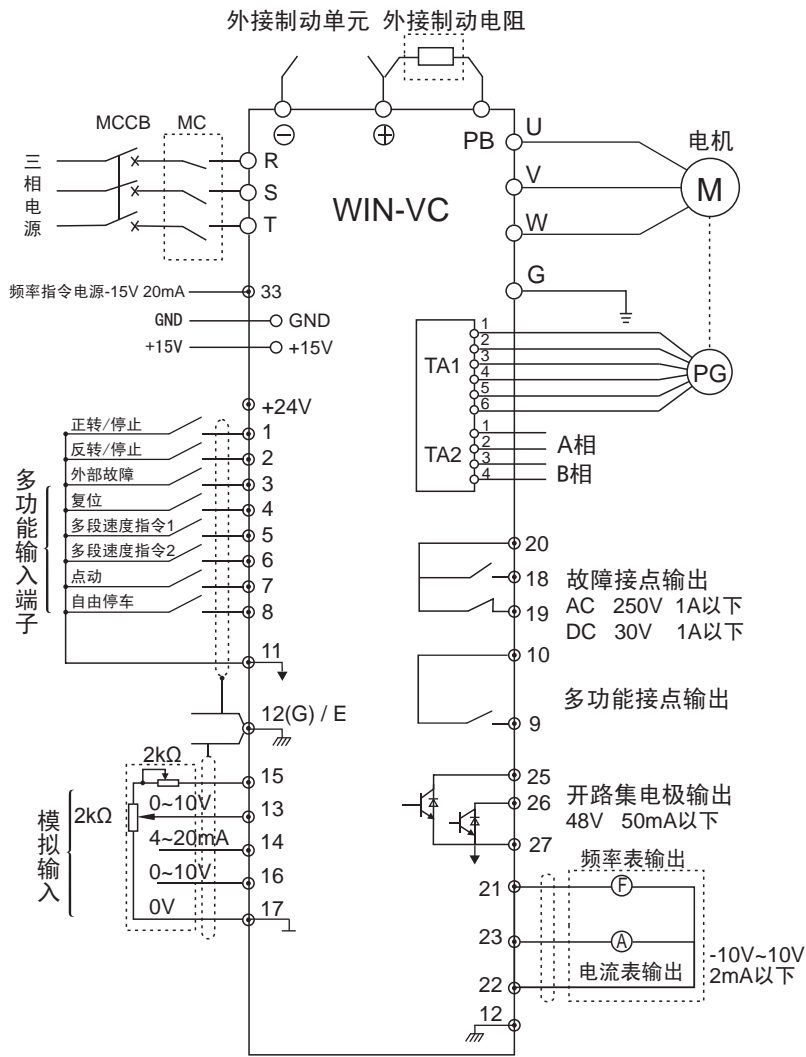 外接制动单元 外接制动电阻
MCCB MC
三相电源
R
S
T
⊖
⊕
PB
U
V
W
电机
M
WIN-VC
G
频率指令电源-15V 20mA
33
GND
GND
+15V
+15V
TA1
1
2
3
4
5
6
PG
TA2
1
2
3
4
A相
B相
+24V
多功能输入端子
正转/停止
1
反转/停止
2
外部故障
3
复位
4
多段速度指令1
5
多段速度指令2
6
点动
7
自由停车
8
11
12(G) / E
20
18
19
故障接点输出
AC 250V 1A以下
DC 30V 1A以下
10
9
多功能接点输出
模拟输入
2kΩ
15
2kΩ
0~10V
13
4~20mA
14
0~10V
16
0V
17
25
26
27
开路集电极输出
48V 50mA以下
频率表输出
21
F
23
A
电流表输出
22
-10V~10V
2mA以下
12